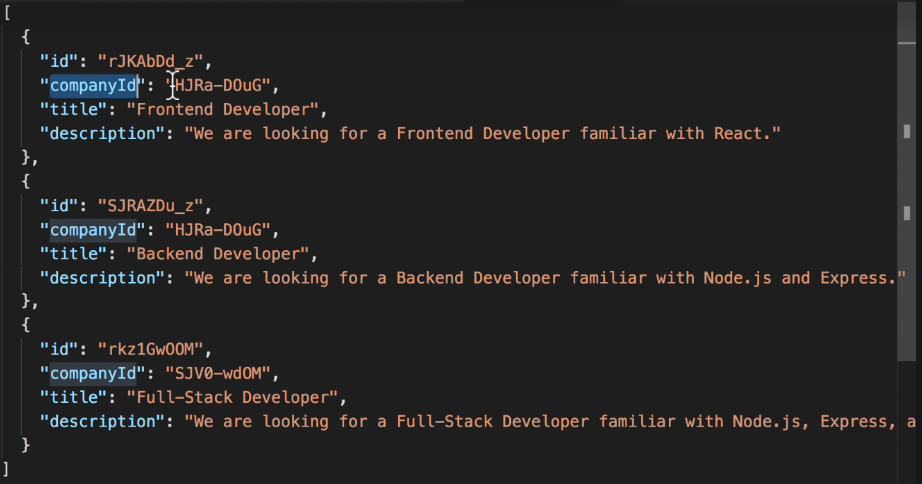 [
{
"id": "rJKAbDd_z",
"companyId": "HJRa-DOuG",
"title": "Frontend Developer",
"description": "We are looking for a Frontend Developer familiar with React."
},
{
"id": "SJRAZDu_z",
"companyId": "HJRa-DOuG",
"title": "Backend Developer",
"description": "We are looking for a Backend Developer familiar with Node.js and Express."
},
{
"id": "rkz1GwOOM",
"companyId": "SJV0-wdOM",
"title": "Full-Stack Developer",
"description": "We are looking for a Full-Stack Developer familiar with Node.js, Express, a
}
]